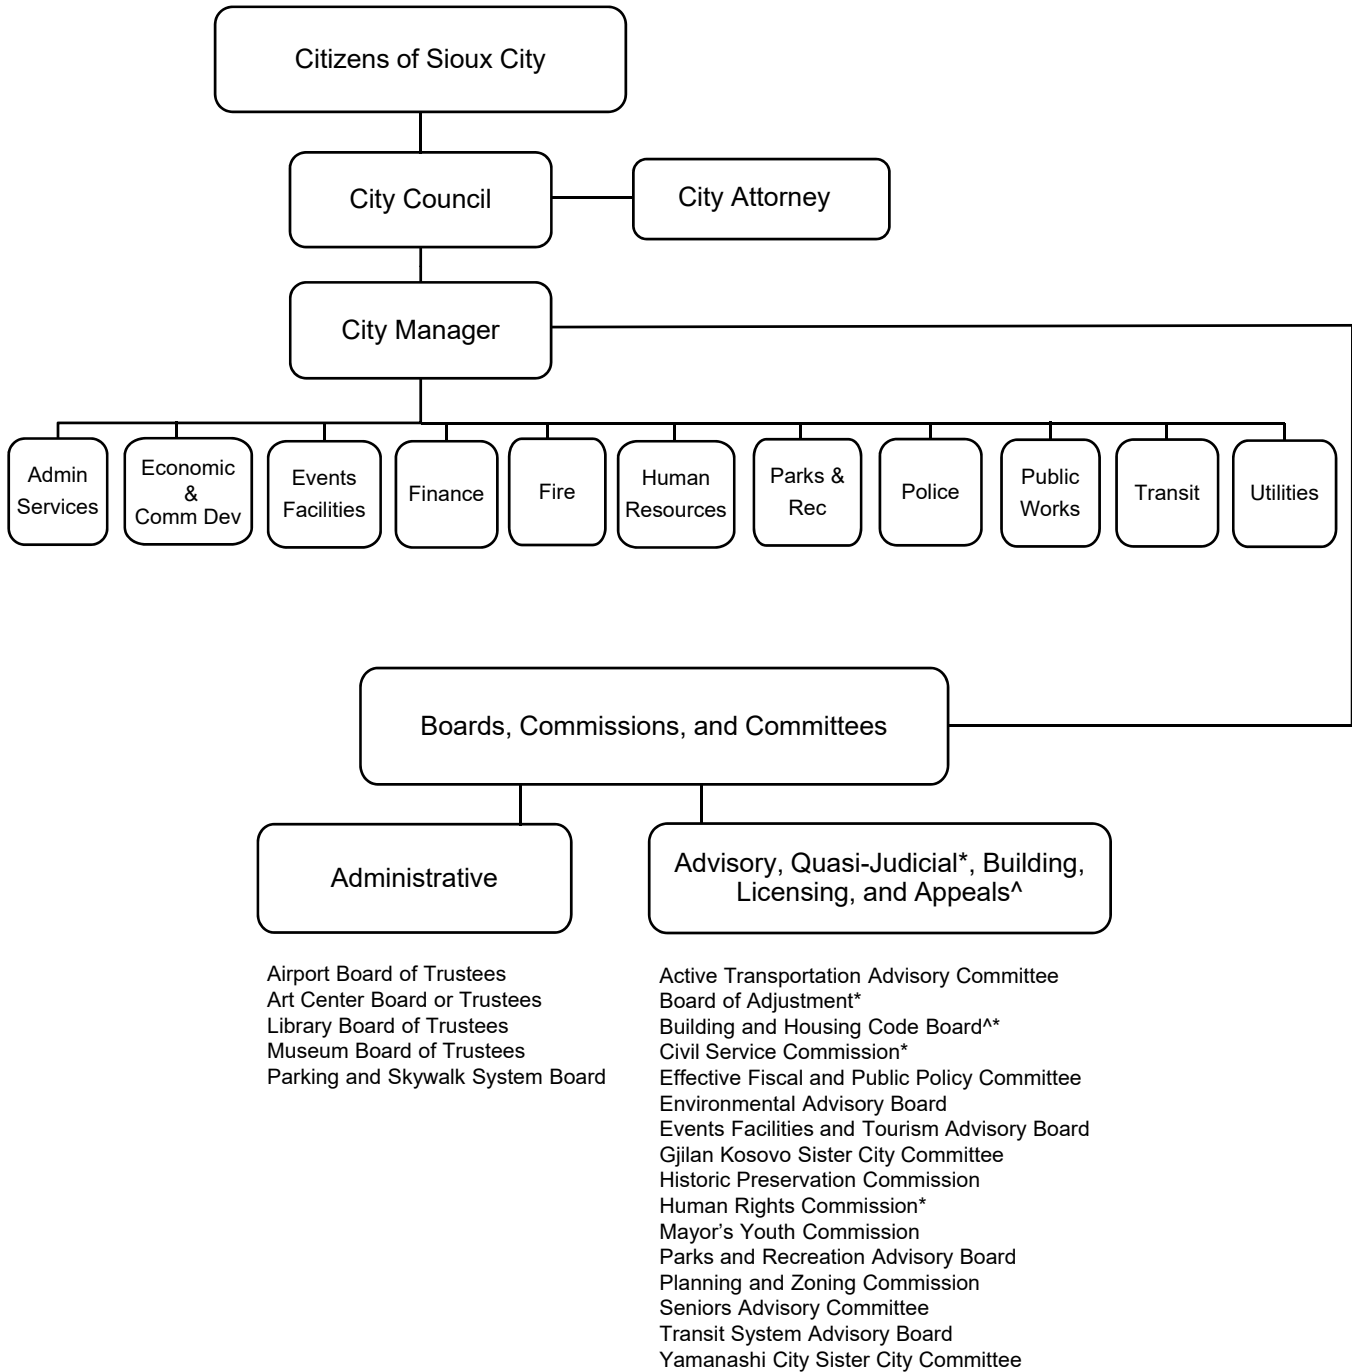 Citizens of Sioux City
City Council
City Attorney
City Manager
Admin
Services
Economic
&
Comm Dev
Events
Facilities
Finance
Fire
Human
Resources
Parks &
Rec
Police
Public
Works
Transit
Utilities
Boards, Commissions, and Committees
Administrative
Advisory, Quasi-Judicial*, Building,
Licensing, and Appeals^
Airport Board of Trustees
Art Center Board or Trustees
Library Board of Trustees
Museum Board of Trustees
Parking and Skywalk System Board
Active Transportation Advisory Committee
Board of Adjustment*
Building and Housing Code Board^*
Civil Service Commission*
Effective Fiscal and Public Policy Committee
Environmental Advisory Board
Events Facilities and Tourism Advisory Board
Gjilan Kosovo Sister City Committee
Historic Preservation Commission
Human Rights Commission*
Mayor’s Youth Commission
Parks and Recreation Advisory Board
Planning and Zoning Commission
Seniors Advisory Committee
Transit System Advisory Board
Yamanashi City Sister City Committee